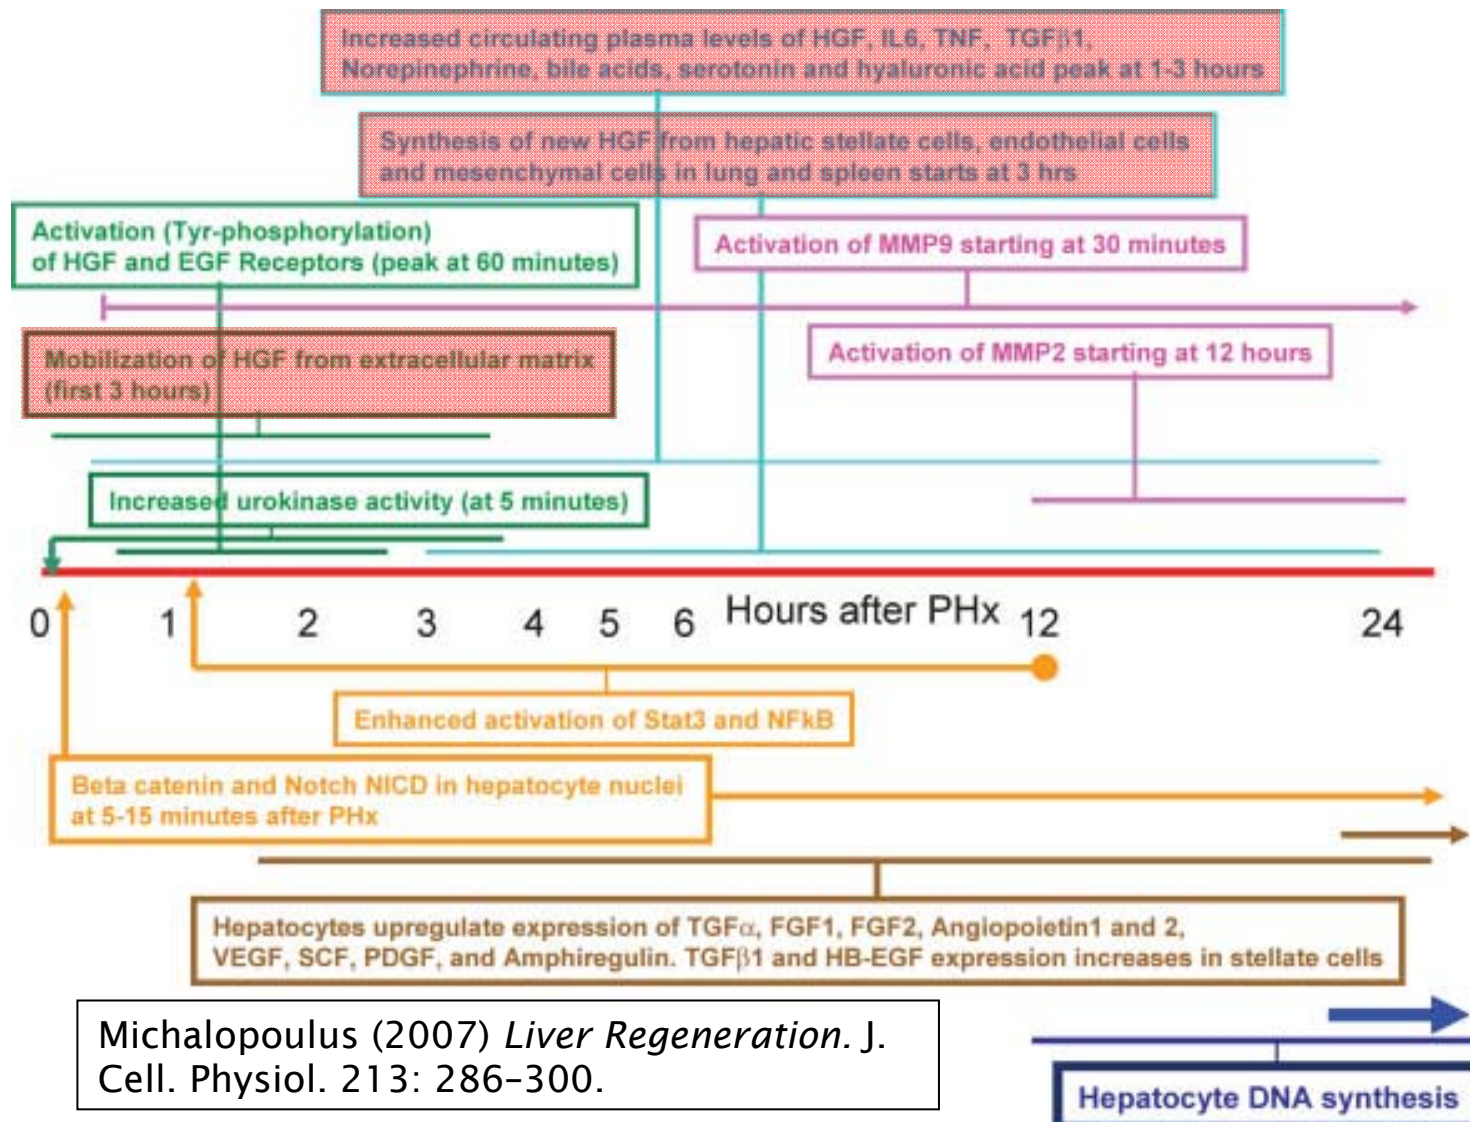 Increased circulating plasma levels of HGF, IL6, TNF, TGFβ1,
Norepinephrine, bile acids, serotonin and hyaluronic acid peak at 1-3 hours
Synthesis of new HGF from hepatic stellate cells, endothelial cells
and mesenchymal cells in lung and spleen starts at 3 hrs
Activation (Tyr-phosphorylation)
of HGF and EGF Receptors (peak at 60 minutes)
Activation of MMP9 starting at 30 minutes
Mobilization of HGF from extracellular matrix
(first 3 hours)
Activation of MMP2 starting at 12 hours
Increased urokinase activity (at 5 minutes)
0 1 2 3 4 5 6 Hours after PHx 12 24
Enhanced activation of Stat3 and NFkB
Beta catenin and Notch NICD in hepatocyte nuclei
at 5-15 minutes after PHx
Hepatocytes upregulate expression of TGFα, FGF1, FGF2, Angiopoietin1 and 2,
VEGF, SCF, PDGF, and Amphiregulin. TGFβ1 and HB-EGF expression increases in stellate cells
Michalopoulus (2007) Liver Regeneration. J.
Cell. Physiol. 213: 286–300.
Hepatocyte DNA synthesis